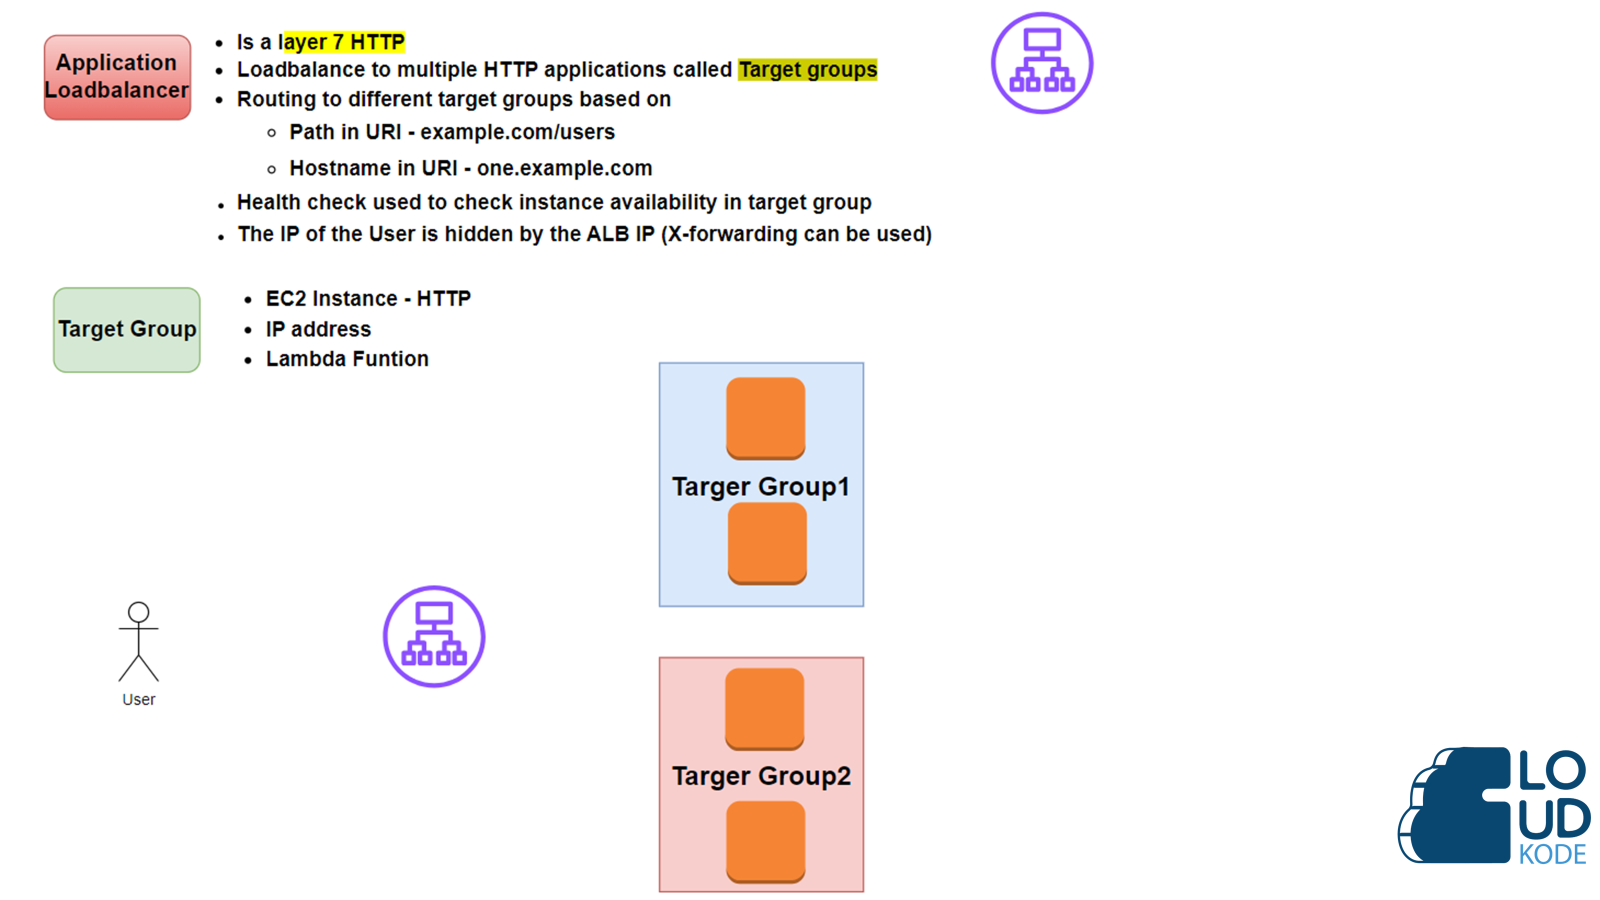 Application
Loadbalancer
Is a layer 7 HTTP
Loadbalance to multiple HTTP applications called Target groups
Routing to different target groups based on
Path in URI - example.com/users
Hostname in URI - one.example.com
Health check used to check instance availability in target group
The IP of the User is hidden by the ALB IP (X-forwarding can be used)
Target Group
EC2 Instance - HTTP
IP address
Lambda Funtion
Targer Group1
User
Targer Group2
LO
UD
KODE